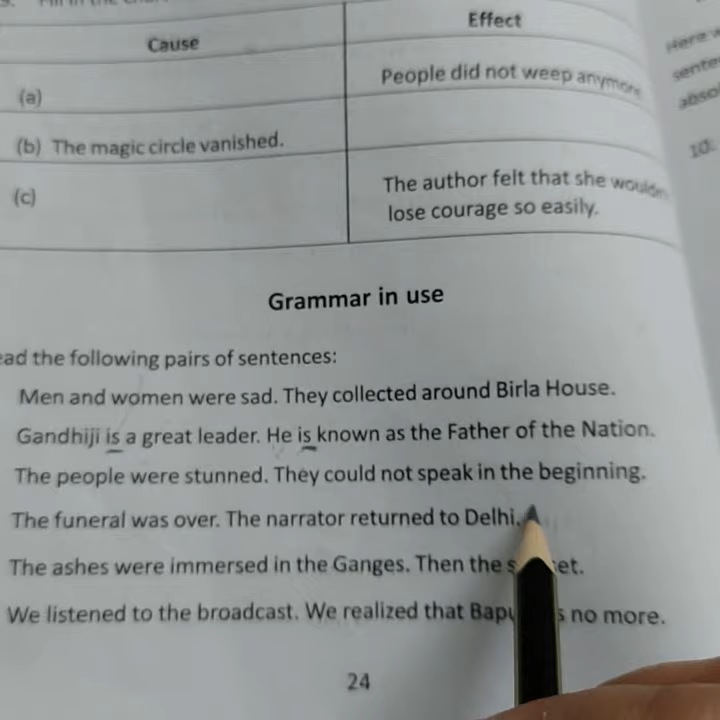 Effect
Cause
People did not weep anymore
(a)
(b) The magic circle vanished.
(c)
The author felt that she
lose courage so easily.
Grammar in use
the following pairs of sentences:
Men and women were sad. They collected around Birla House.
Gandhiji is a great leader. He is known as the Father of the Nation.
The people were stunned. They could not speak in the beginning.
The funeral was over. The narrator returned to Delhi.
The ashes were immersed in the Ganges. Then the
We listened to the broadcast. We realized that no more.
24
Here
10.